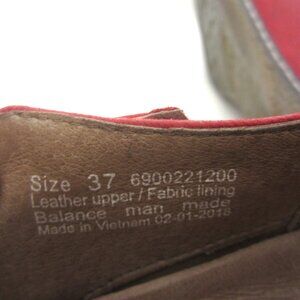 Size 37 6900221200
Leather upper / Fabric lining
Balance man made
Made in Vietnam 02-01-2018